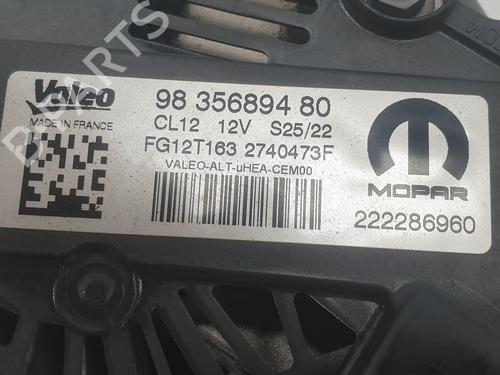 Valeo
MADE IN FRANCE
98 356894 80
CL12 12V S25/22
FG12T163 2740473F
VALEO-ALT-uHEA-CEM00
MOPAR
222286960
PARTS